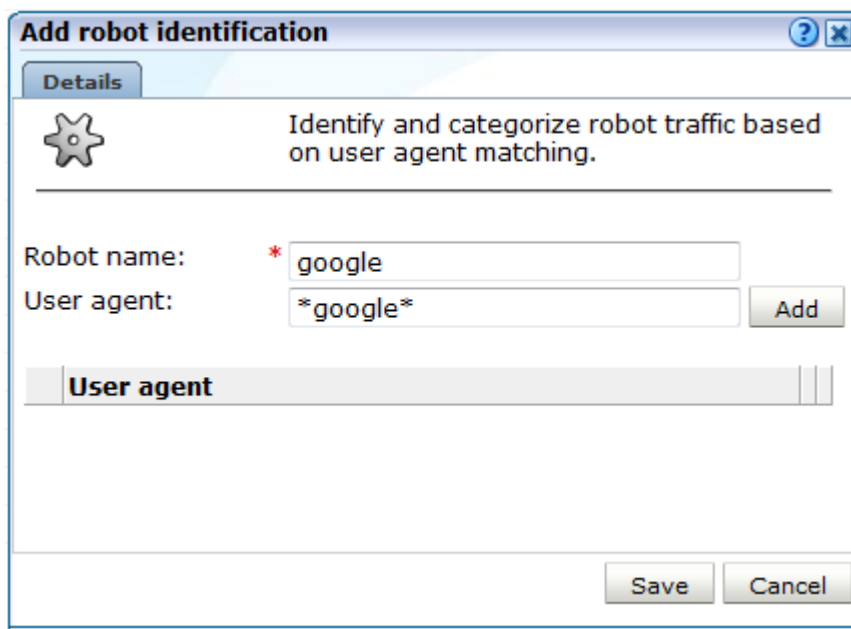 Add robot identification
?
Details
Identify and categorize robot traffic based
on user agent matching.
Robot name: * google
User agent: *google* Add
User agent
Save Cancel